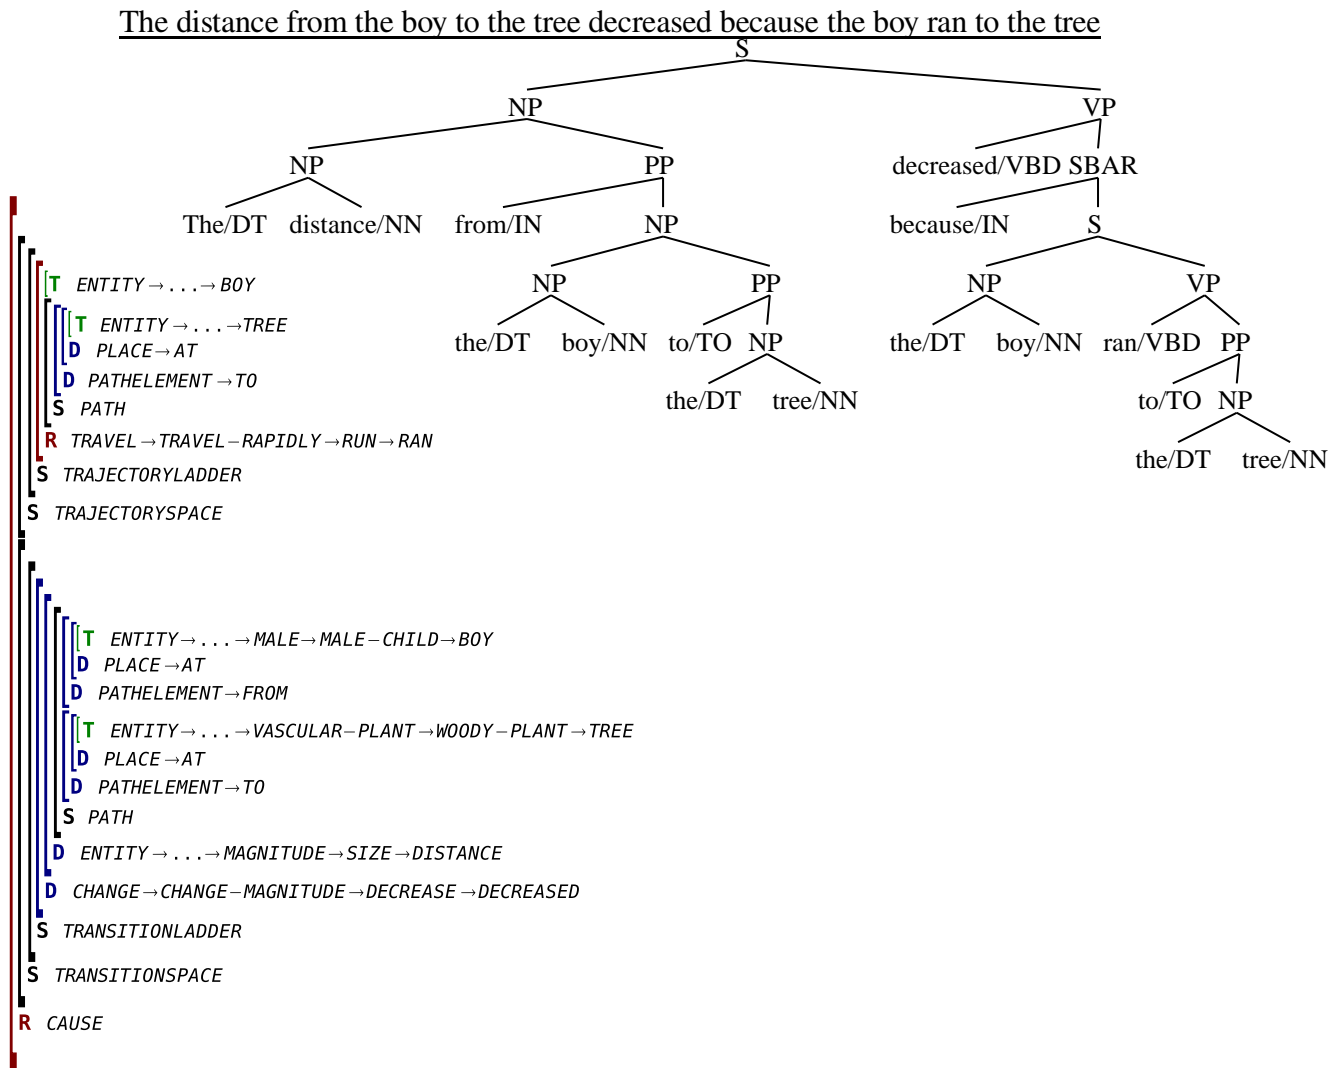 The distance from the boy to the tree decreased because the boy ran to the tree
S
NP VP
NP PP decreased/VBD SBAR
The/DT distance/NN from/IN NP because/IN S
NP PP NP VP
the/DT boy/NN to/TO NP the/DT boy/NN ran/VBD PP
the/DT tree/NN to/TO NP
the/DT tree/NN
T ENTITY→...→BOY
T ENTITY→...→TREE
D PLACE→AT
D PATHELEMENT→TO
S PATH
R TRAVEL→TRAVEL-RAPIDLY→RUN→RAN
S TRAJECTORYLADDER
S TRAJECTORYSPACE
T ENTITY→...→MALE→MALE-CHILD→BOY
D PLACE→AT
D PATHELEMENT→FROM
T ENTITY→...→VASCULAR-PLANT→WOODY-PLANT→TREE
D PLACE→AT
D PATHELEMENT→TO
S PATH
D ENTITY→...→MAGNITUDE→SIZE→DISTANCE
D CHANGE→CHANGE-MAGNITUDE→DECREASE→DECREASED
S TRANSITIONLADDER
S TRANSITIONSPACE
R CAUSE